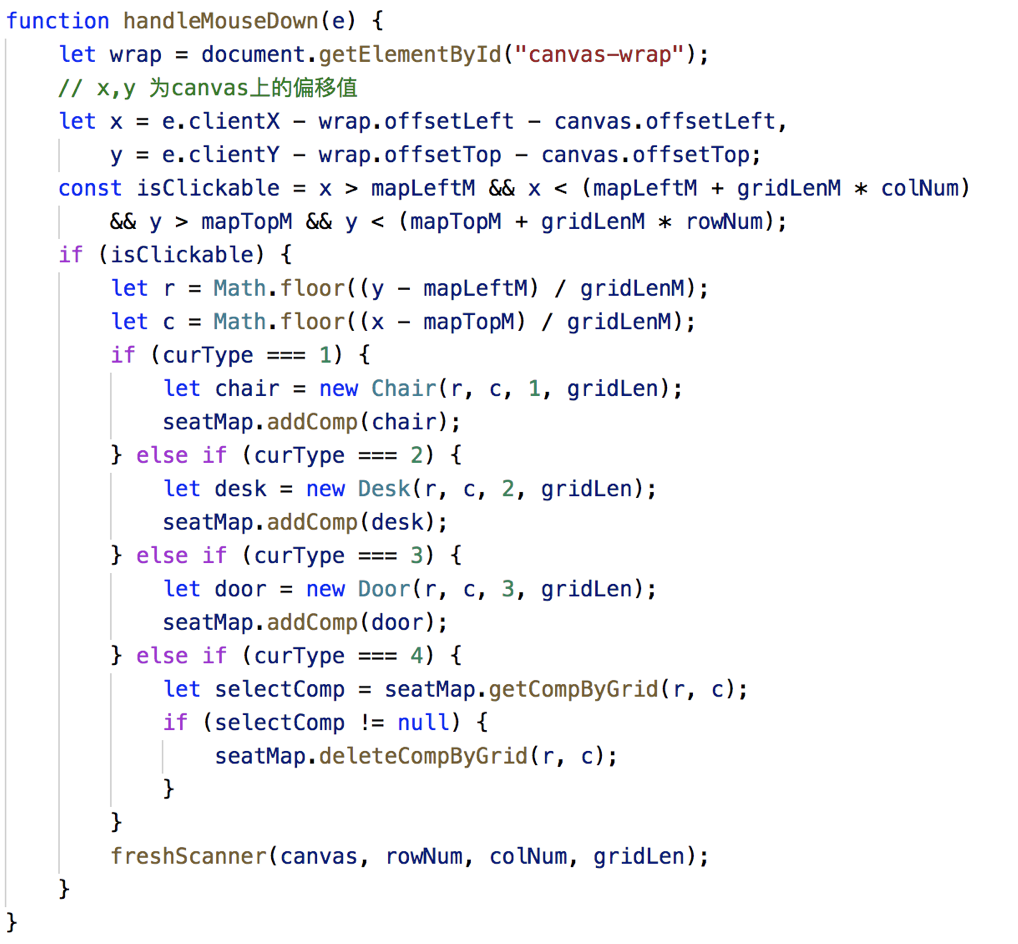 function handleMouseDown(e) {
    let wrap = document.getElementById("canvas-wrap");
    // x,y 为canvas上的偏移值
    let x = e.clientX - wrap.offsetLeft - canvas.offsetLeft,
        y = e.clientY - wrap.offsetTop - canvas.offsetTop;
    const isClickable = x > mapLeftM && x < (mapLeftM + gridLenM * colNum)
        && y > mapTopM && y < (mapTopM + gridLenM * rowNum);
    if (isClickable) {
        let r = Math.floor((y - mapLeftM) / gridLenM);
        let c = Math.floor((x - mapTopM) / gridLenM);
        if (curType === 1) {
            let chair = new Chair(r, c, 1, gridLen);
            seatMap.addComp(chair);
        } else if (curType === 2) {
            let desk = new Desk(r, c, 2, gridLen);
            seatMap.addComp(desk);
        } else if (curType === 3) {
            let door = new Door(r, c, 3, gridLen);
            seatMap.addComp(door);
        } else if (curType === 4) {
            let selectComp = seatMap.getCompByGrid(r, c);
            if (selectComp != null) {
                seatMap.deleteCompByGrid(r, c);
            }
        }
        freshScanner(canvas, rowNum, colNum, gridLen);
    }
}